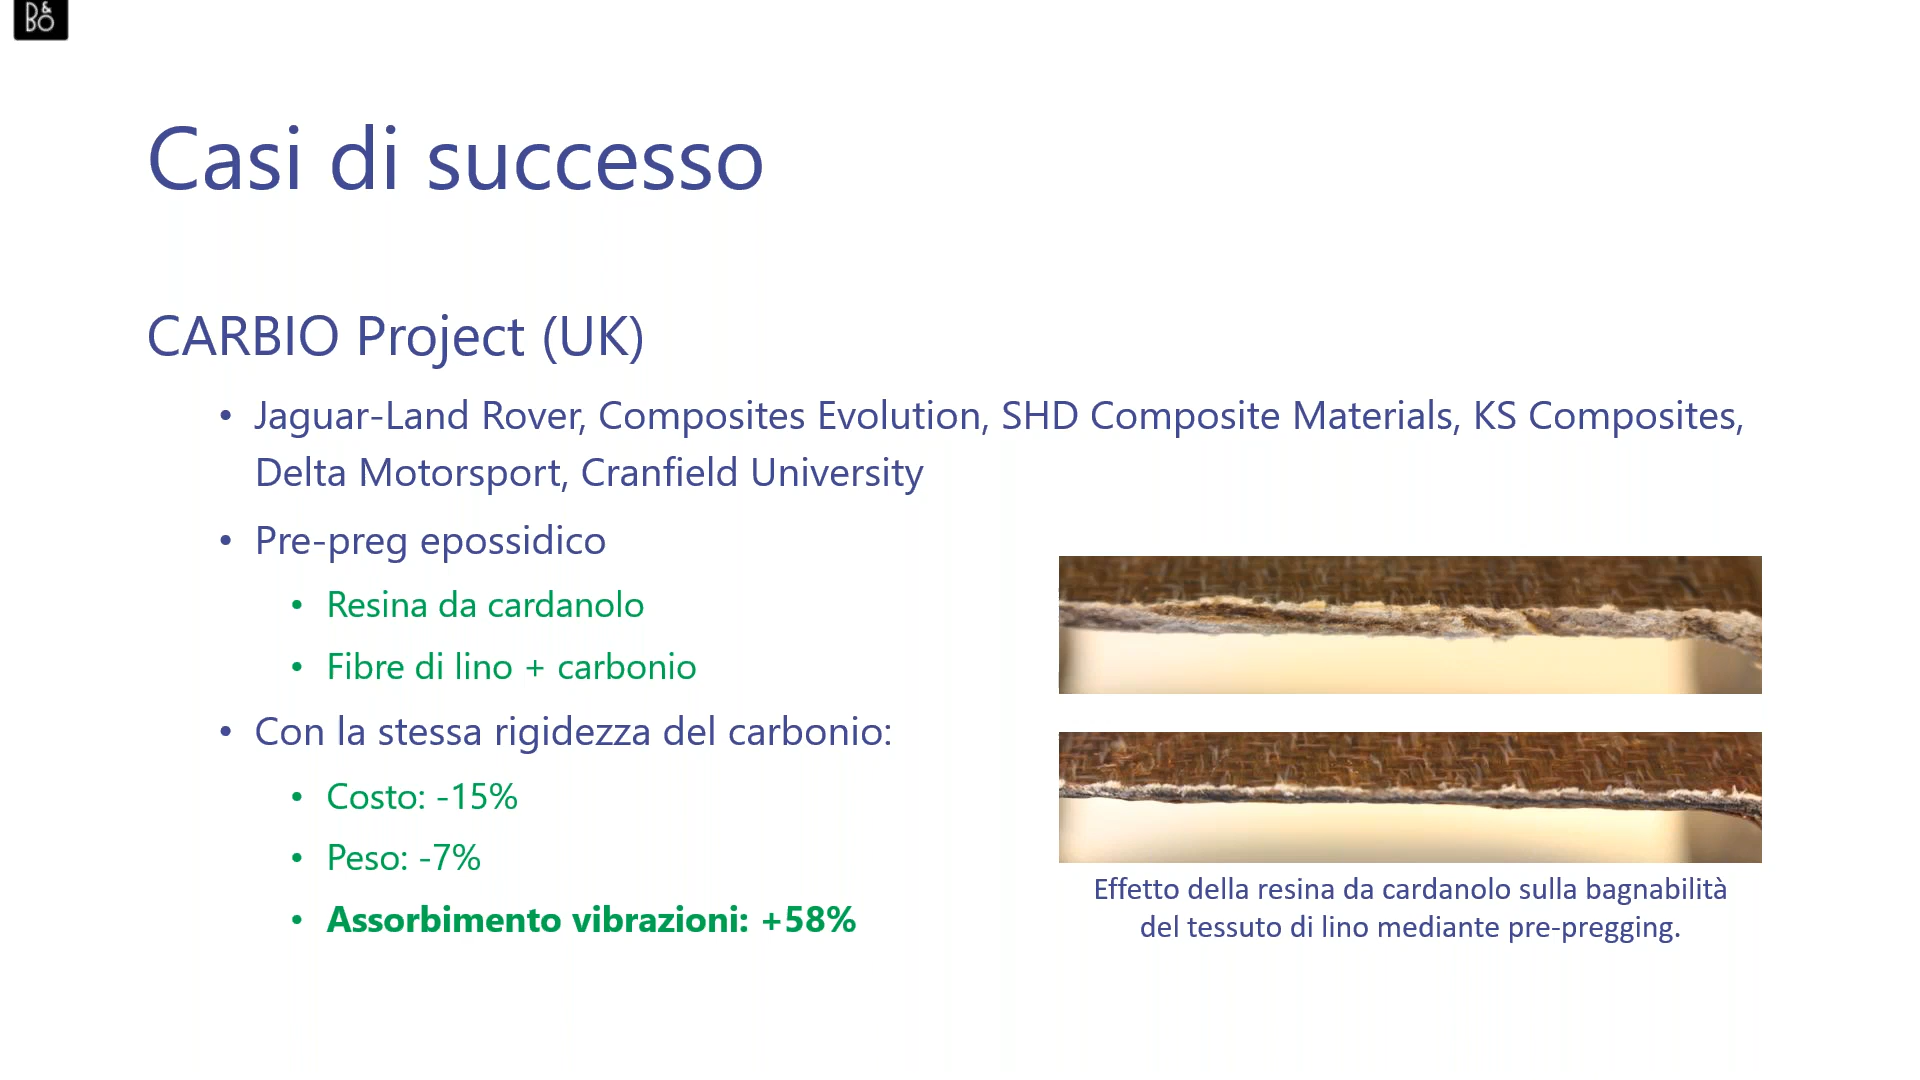 B&O
Casi di successo
CARBIO Project (UK)
• Jaguar-Land Rover, Composites Evolution, SHD Composite Materials, KS Composites,
Delta Motorsport, Cranfield University
• Pre-preg epossidico
• Resina da cardanolo
• Fibre di lino + carbonio
• Con la stessa rigidezza del carbonio:
• Costo: -15%
• Peso: -7%
• Assorbimento vibrazioni: +58%
Effetto della resina da cardanolo sulla bagnabilità
del tessuto di lino mediante pre-pregging.